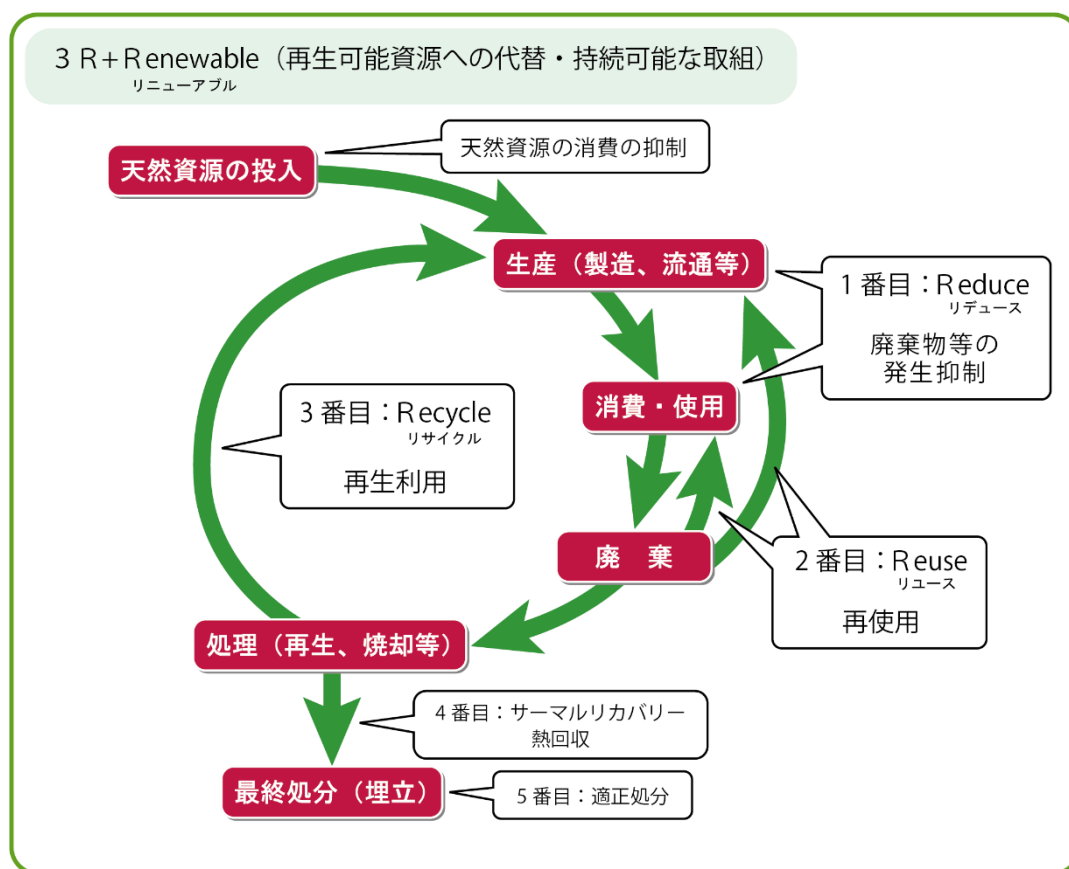 3 R + Renewable（再生可能資源への代替・持続可能な取組）
リニューアブル
天然資源の消費の抑制
天然資源の投入
生産（製造、流通等）
1 番目：Reduce
リデュース
廃棄物等の
発生抑制
消費・使用
3 番目：Recycle
リサイクル
再生利用
廃 棄
2 番目：Reuse
リユース
再使用
処理（再生、焼却等）
4 番目：サーマルリカバリー
熱回収
最終処分（埋立）
5 番目：適正処分